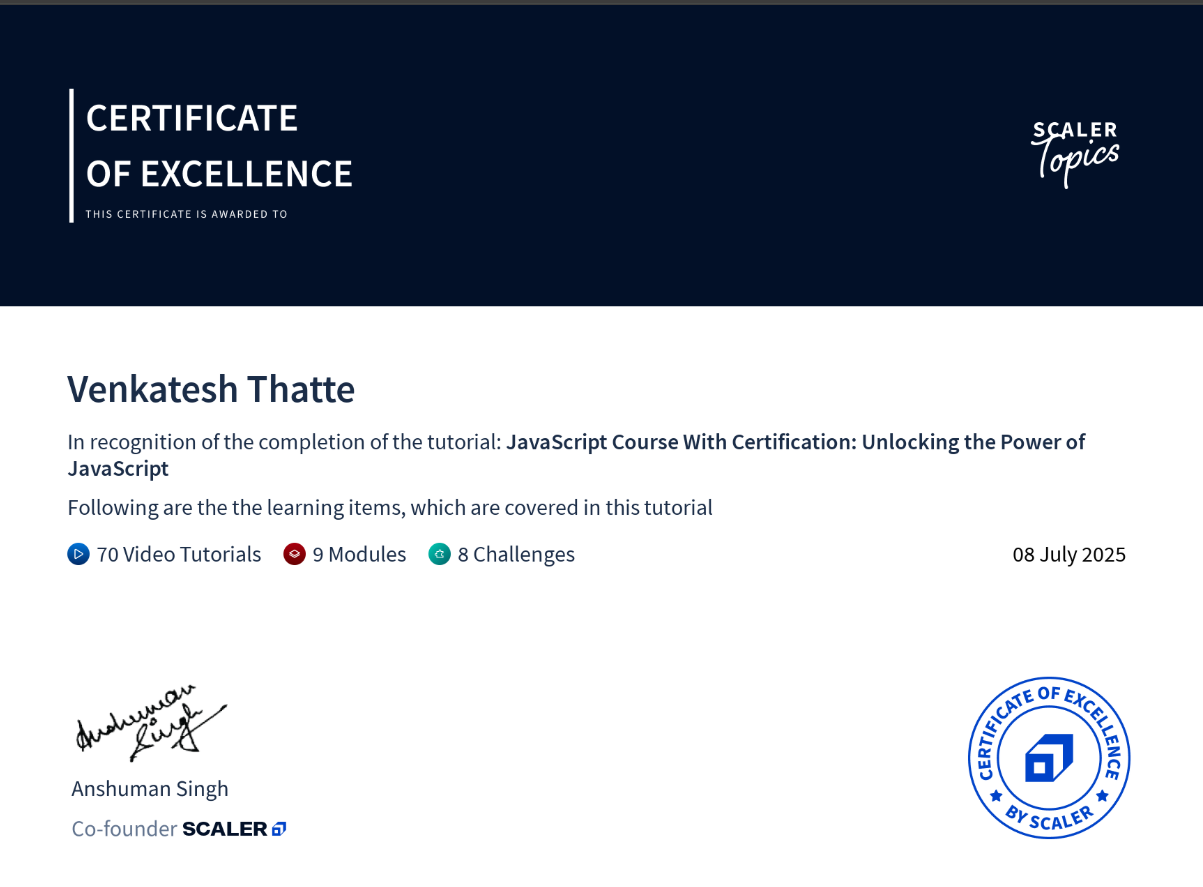 CERTIFICATE
OF EXCELLENCE
THIS CERTIFICATE IS AWARDED TO
SCALER
Topics
Venkatesh Thatte
In recognition of the completion of the tutorial: JavaScript Course With Certification: Unlocking the Power of
JavaScript
Following are the the learning items, which are covered in this tutorial
70 Video Tutorials 9 Modules 8 Challenges 08 July 2025
Anshuman
Singh
Anshuman Singh
Co-founder SCALER
CERTIFICATE OF EXCELLENCE
BY SCALER